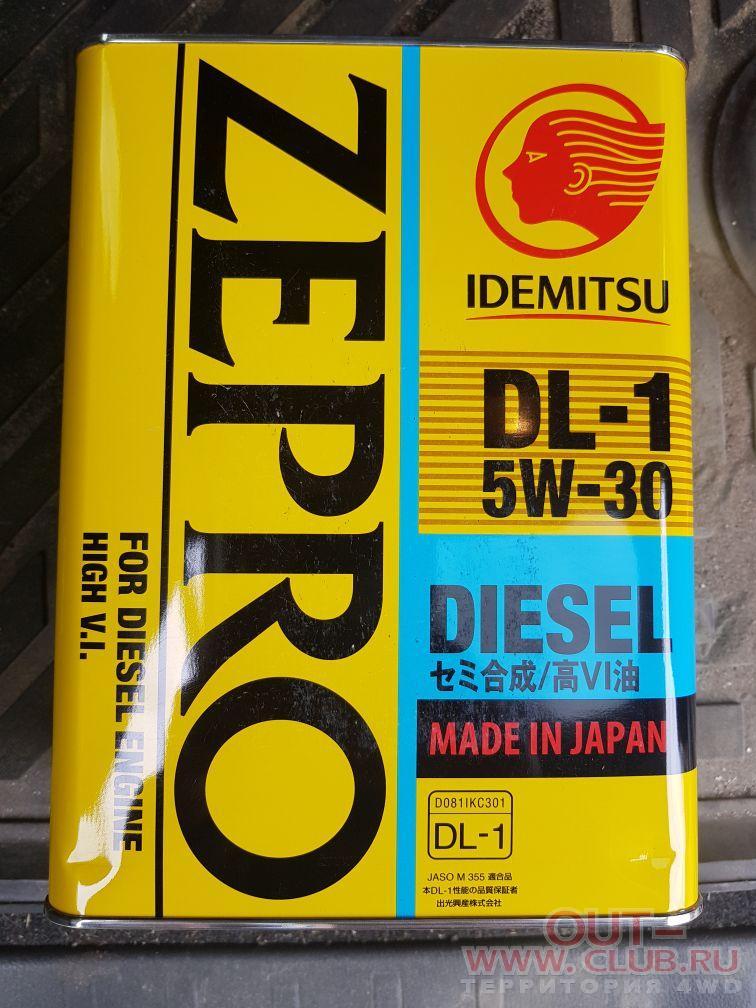 ZEPRO
FOR DIESEL ENGINE
HIGH V.I.
IDEMITSU
DL-1
5W-30
DIESEL
セミ合成/高VI油
MADE IN JAPAN
D081IKC301
DL-1
JASO M 355 適合品
本DL-1性能の品質保証者
出光興産株式会社
OUT-
WWW.CLUB.RU
ТЕРРИТОРИЯ 4WD